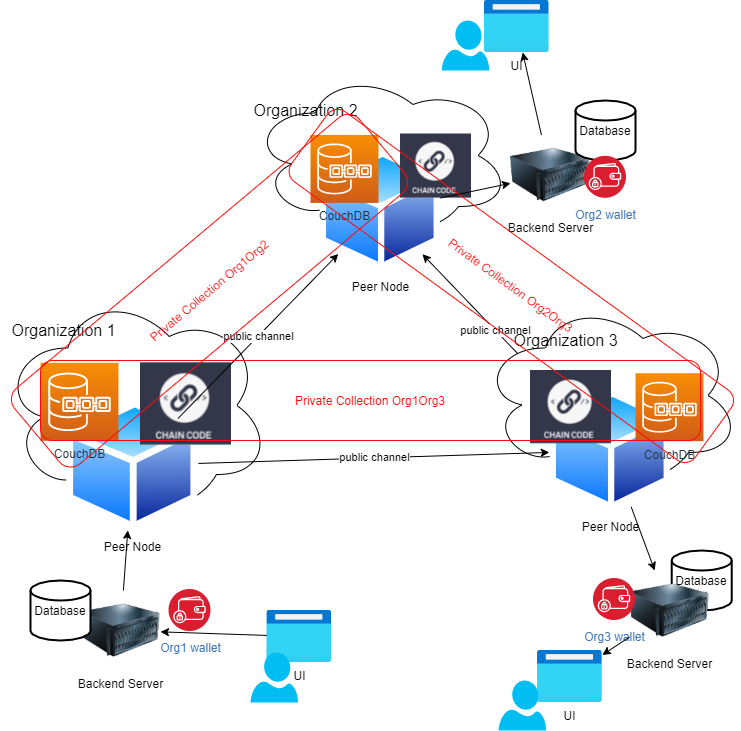 UI
Organization 2
Database
CHAIN CODE
CouchDB
Org2 wallet
Backend Server
Private Collection Org1Org2
Private Collection Org2Org3
Peer Node
Organization 1
public channel
public channel
Organization 3
Private Collection Org1Org3
CHAIN CODE
CHAIN CODE
CouchDB
public channel
CouchDB
Peer Node
Peer Node
Database
Database
Org1 wallet
Org3 wallet
Backend Server
UI
Backend Server
UI